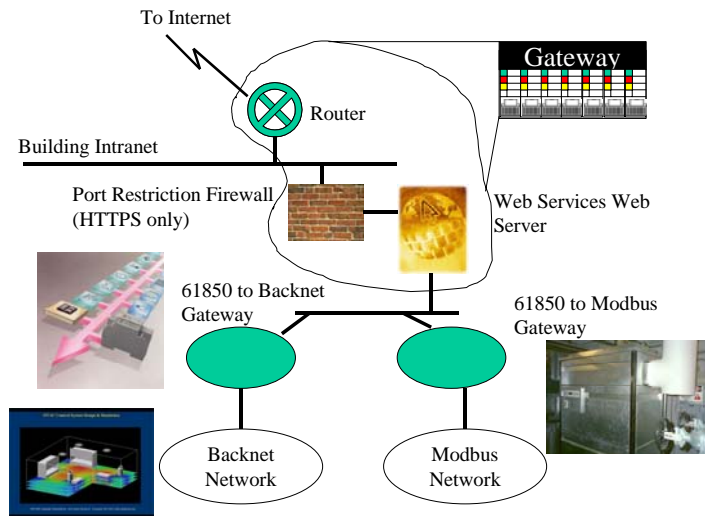 To Internet
Gateway
Router
Building Intranet
Port Restriction Firewall
(HTTPS only)
Web Services Web
Server
61850 to Backnet
Gateway
61850 to Modbus
Gateway
Backnet
Network
Modbus
Network